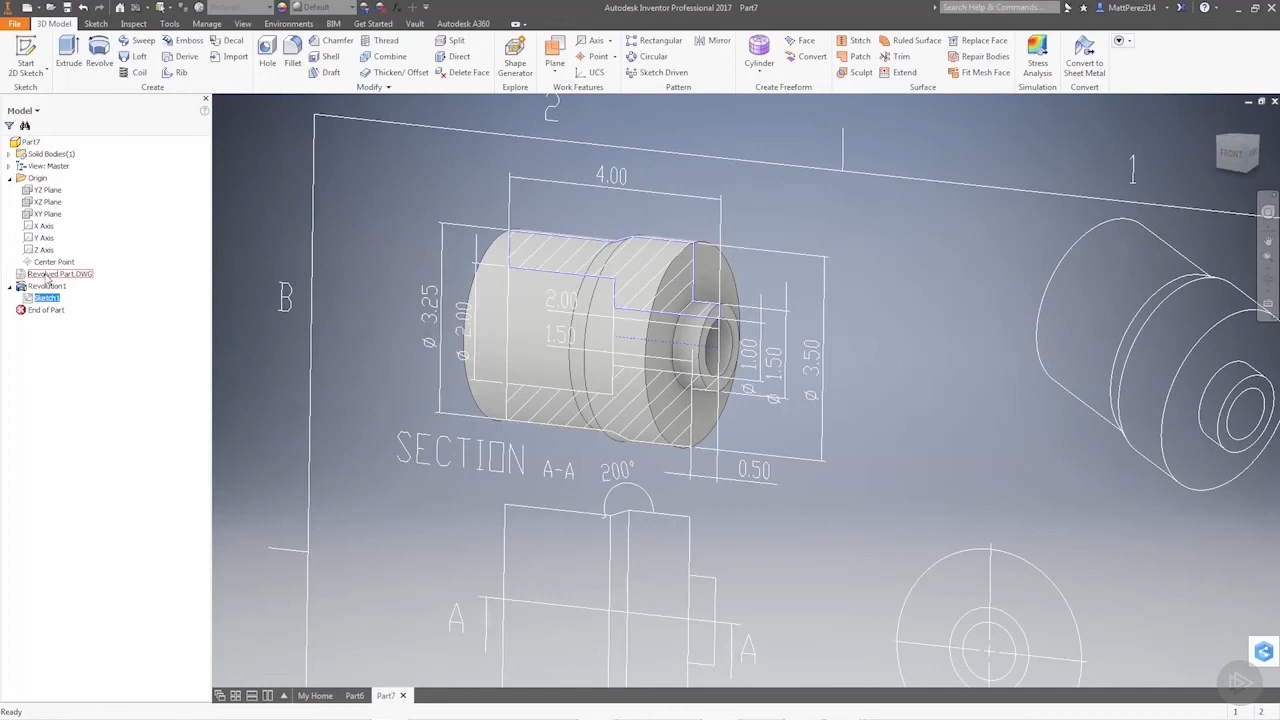 Material
Default
Autodesk Inventor Professional 2017 Part7
Search Help & Commands...
MattPerez314
File
3D Model
Sketch
Inspect
Tools
Manage
View
Environments
BIM
Get Started
Vault
Autodesk A360
Start
2D Sketch
Extrude
Revolve
Sweep
Loft
Coil
Emboss
Derive
Rib
Decal
Import
Hole
Fillet
Chamfer
Shell
Draft
Thread
Combine
Thicken/ Offset
Split
Direct
Delete Face
Shape
Generator
Plane
Axis
Point
UCS
Rectangular
Circular
Sketch Driven
Mirror
Cylinder
Face
Convert
Stitch
Patch
Sculpt
Ruled Surface
Trim
Extend
Replace Face
Repair Bodies
Fit Mesh Face
Stress
Analysis
Convert to
Sheet Metal
Sketch
Create
Modify
Explore
Work Features
Pattern
Create Freeform
Surface
Simulation
Convert
Model
Part7
Solid Bodies(1)
View: Master
Origin
YZ Plane
XZ Plane
XY Plane
X Axis
Y Axis
Z Axis
Center Point
Revolved Part.DWG
Revolution1
Sketch1
End of Part
2
1
B
4.00
Ø 3.25
Ø 2.00
2.00
1.50
Ø 1.00
Ø 1.50
Ø 3.50
0.50
SECTION A-A
200°
A
A
FRONT
My Home
Part6
Part7
Ready
1
2